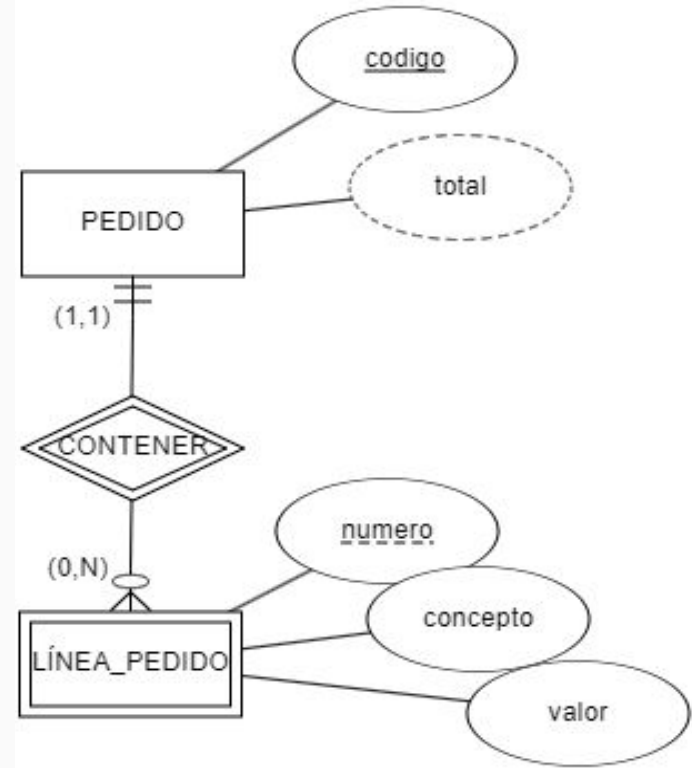 codigo
total
PEDIDO
(1,1)
CONTENER
numero
(0,N)
concepto
LÍNEA_PEDIDO
valor